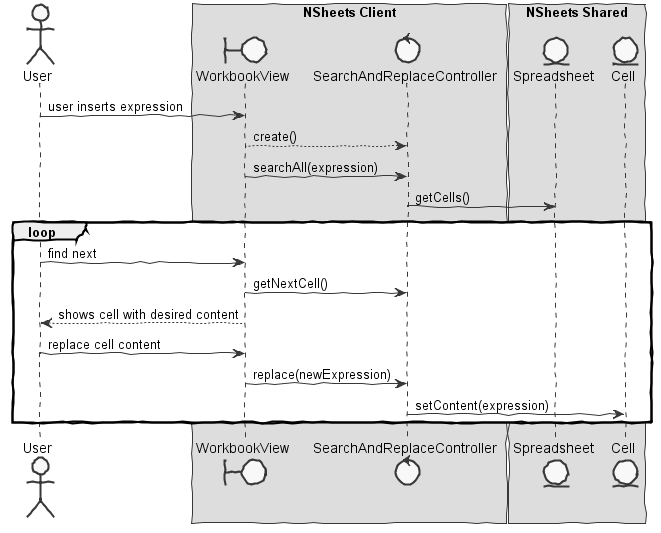 NSheets Client
NSheets Shared
User
WorkbookView
SearchAndReplaceController
Spreadsheet
Cell
user inserts expression
create()
searchAll(expression)
getCells()
loop
find next
getNextCell()
shows cell with desired content
replace cell content
replace(newExpression)
setContent(expression)
User
WorkbookView
SearchAndReplaceController
Spreadsheet
Cell